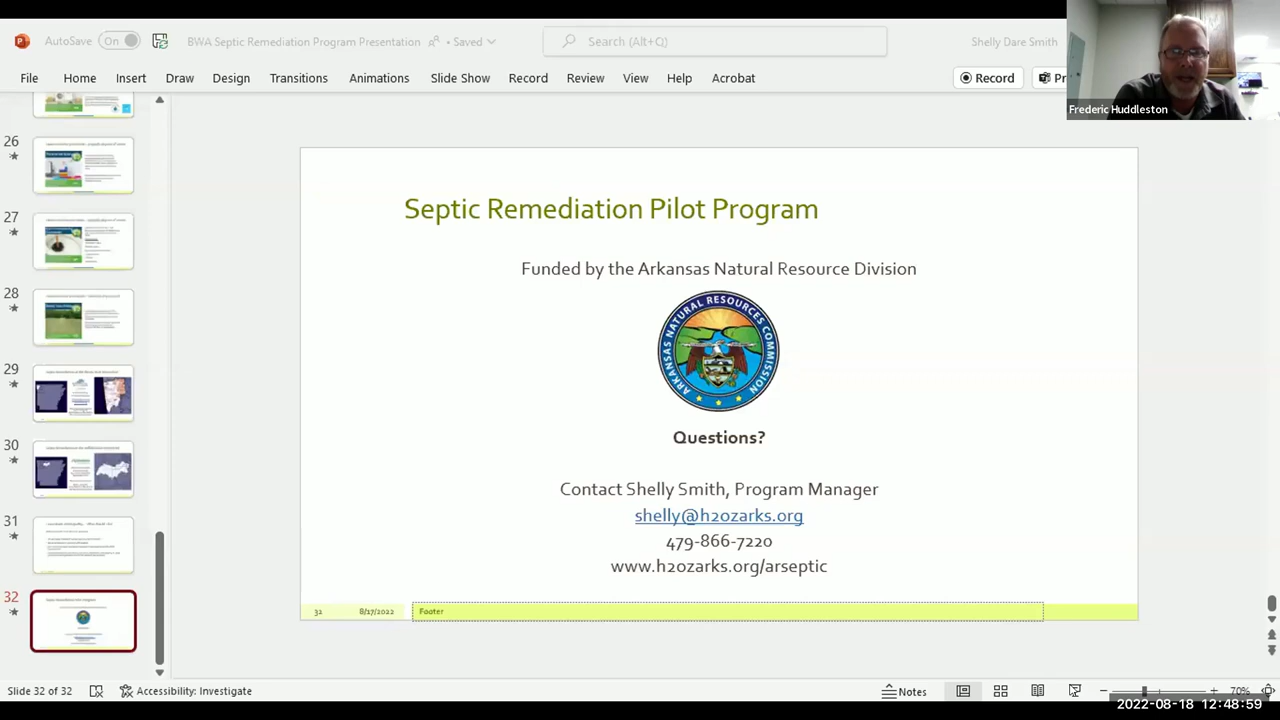 AutoSave On BWA Septic Remediation Program Presentation • Saved Search (Alt+Q) Shelly Dare Smith
File Home Insert Draw Design Transitions Animations Slide Show Record Review View Help Acrobat Record
Frederic Huddleston
26
27
28
29
30
31
32
Septic Remediation Pilot Program
Funded by the Arkansas Natural Resource Division
ARKANSAS NATURAL RESOURCES COMMISSION
Questions?
Contact Shelly Smith, Program Manager
shelly@h2ozarks.org
479-866-7220
www.h2ozarks.org/arseptic
32 8/17/2022 Footer
Slide 32 of 32 Accessibility: Investigate Notes 70%
2022-08-18 12:48:59